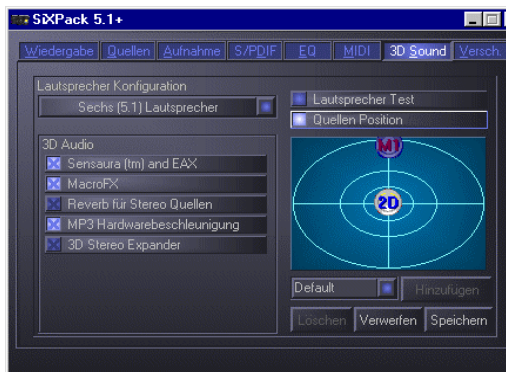 SiXPack 5.1+
Wiedergabe Quellen Aufnahme S/PDIF EQ MIDI 3D Sound Versch.
Lautsprecher Konfiguration
Sechs (5.1) Lautsprecher
Lautsprecher Test
Quellen Position
3D Audio
Sensaura (tm) and EAX
MacroFX
Reverb für Stereo Quellen
MP3 Hardwarebeschleunigung
3D Stereo Expander
M1
2D
Default Hinzufügen
Löschen Verwerfen Speichern